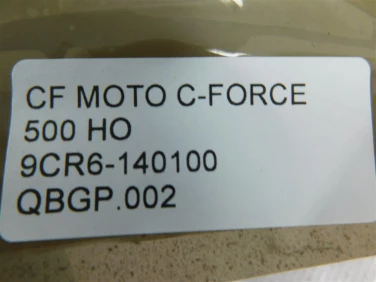 CF MOTO C-FORCE
500 HO
9CR6-140100
QBGP.002